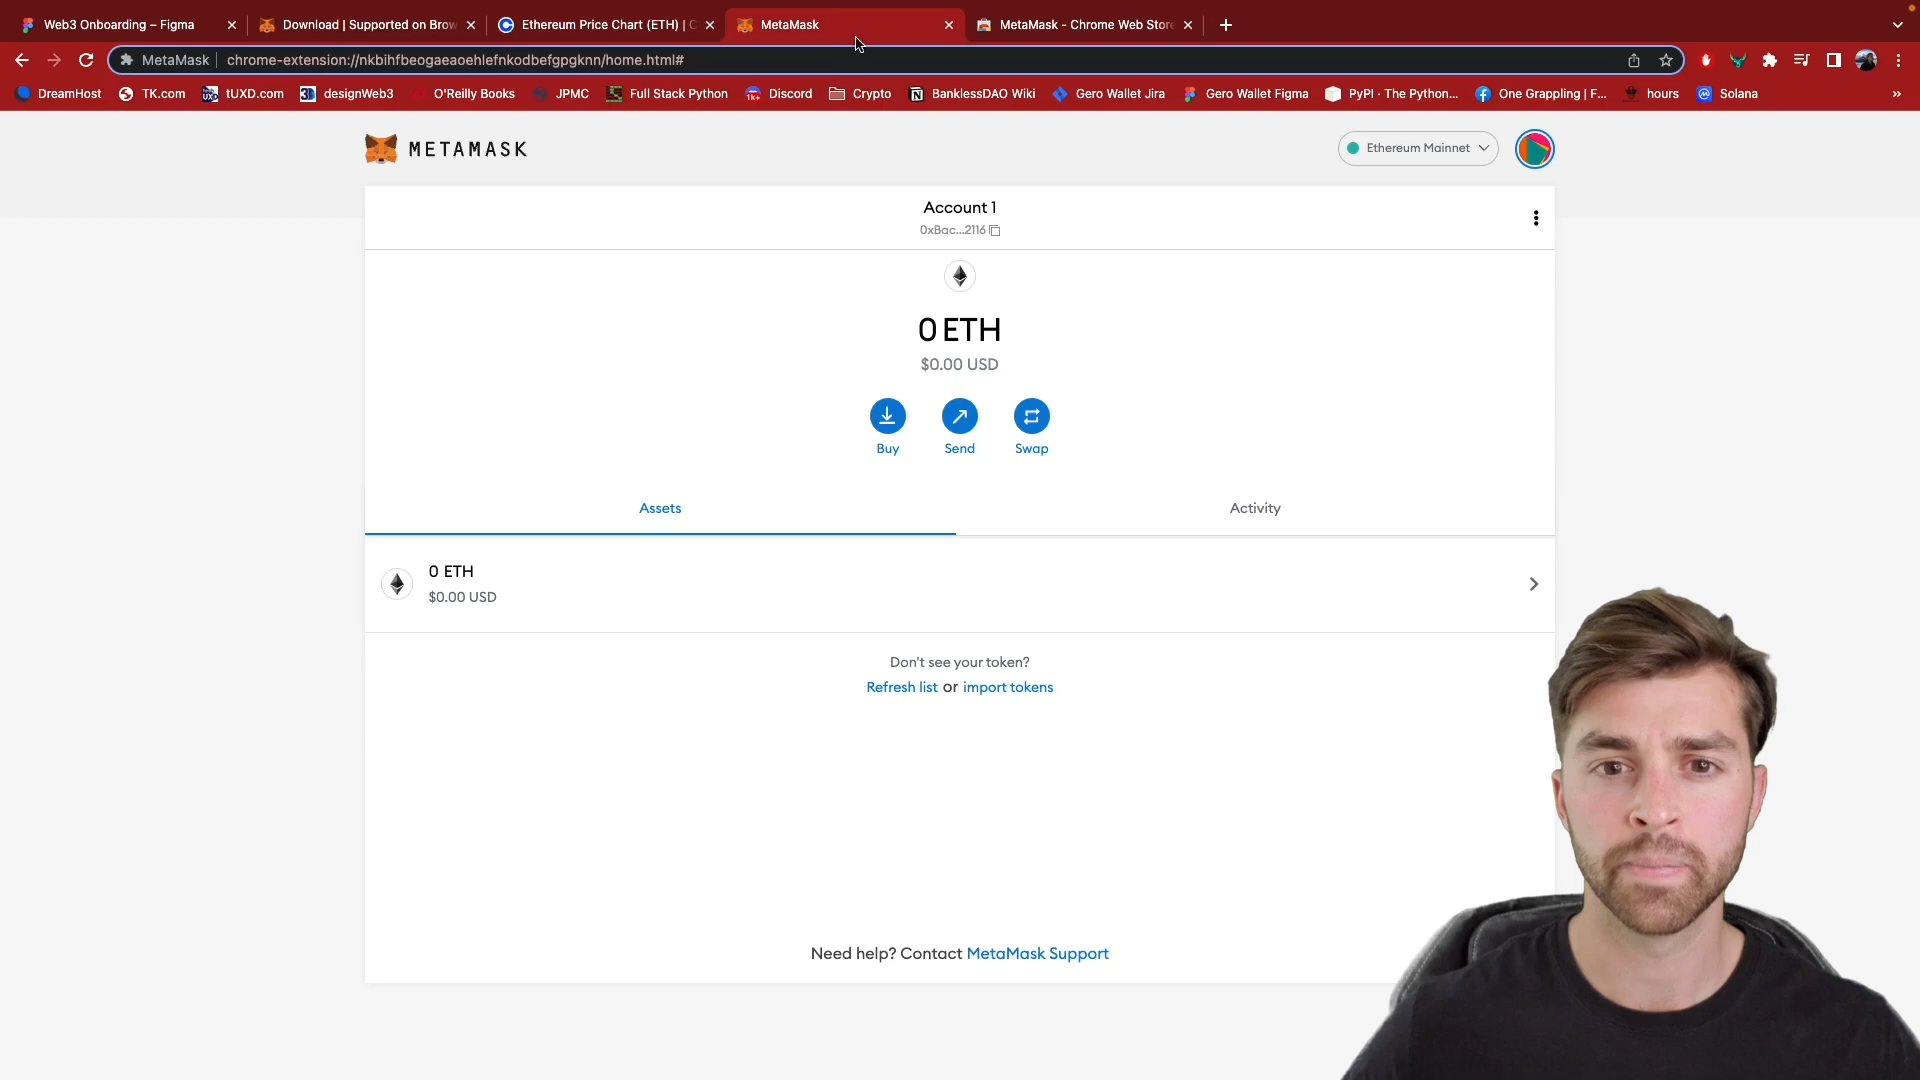 Web3 Onboarding – Figma
Download | Supported on Brow
Ethereum Price Chart (ETH) | C
MetaMask
MetaMask - Chrome Web Store
MetaMask
chrome-extension://nkbihfbeogaeaoehlefnkodbefgpgknn/home.html#
DreamHost
TK.com
tUXD.com
designWeb3
O'Reilly Books
JPMC
Full Stack Python
Discord
Crypto
BanklessDAO Wiki
Gero Wallet Jira
Gero Wallet Figma
PyPI · The Python...
One Grappling | F...
hours
Solana
METAMASK
Ethereum Mainnet
Account 1
0xBac...2116
0 ETH
$0.00 USD
Buy
Send
Swap
Assets
Activity
0 ETH
$0.00 USD
Don't see your token?
Refresh list or import tokens
Need help? Contact MetaMask Support